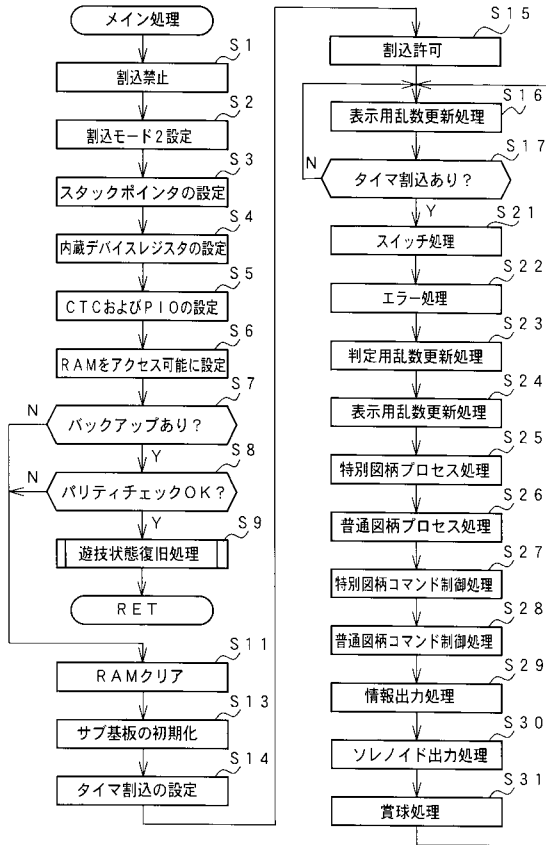 メイン処理
S1
割込禁止
S2
割込モード2設定
S3
スタックポインタの設定
S4
内蔵デバイスレジスタの設定
S5
CTCおよびPIOの設定
S6
RAMをアクセス可能に設定
S7
バックアップあり?
N
Y
S8
パリティチェックOK?
N
Y
S9
遊技状態復旧処理
RET
S11
RAMクリア
S13
サブ基板の初期化
S14
タイマ割込の設定
S15
割込許可
S16
表示用乱数更新処理
S17
タイマ割込あり?
N
Y
S21
スイッチ処理
S22
エラー処理
S23
判定用乱数更新処理
S24
表示用乱数更新処理
S25
特別図柄プロセス処理
S26
普通図柄プロセス処理
S27
特別図柄コマンド制御処理
S28
普通図柄コマンド制御処理
S29
情報出力処理
S30
ソレノイド出力処理
S31
賞球処理